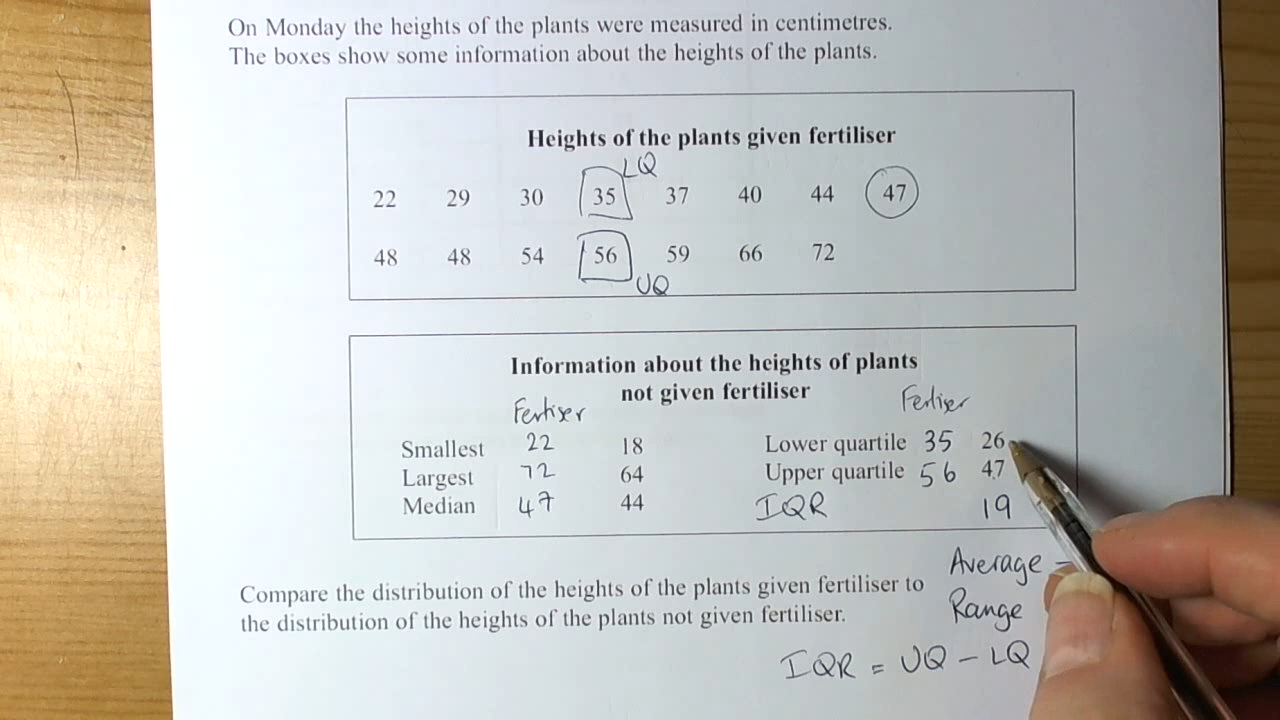 On Monday the heights of the plants were measured in centimetres.
The boxes show some information about the heights of the plants.
Heights of the plants given fertiliser
LQ
22 29 30 35 37 40 44 47
48 48 54 56 59 66 72
UQ
Information about the heights of plants
not given fertiliser
Fertiser Fertiser
Smallest 22 18 Lower quartile 35 26
Largest 72 64 Upper quartile 56 47
Median 47 44 IQR 19
Compare the distribution of the heights of the plants given fertiliser to
the distribution of the heights of the plants not given fertiliser.
Average -
Range
IQR = UQ - LQ